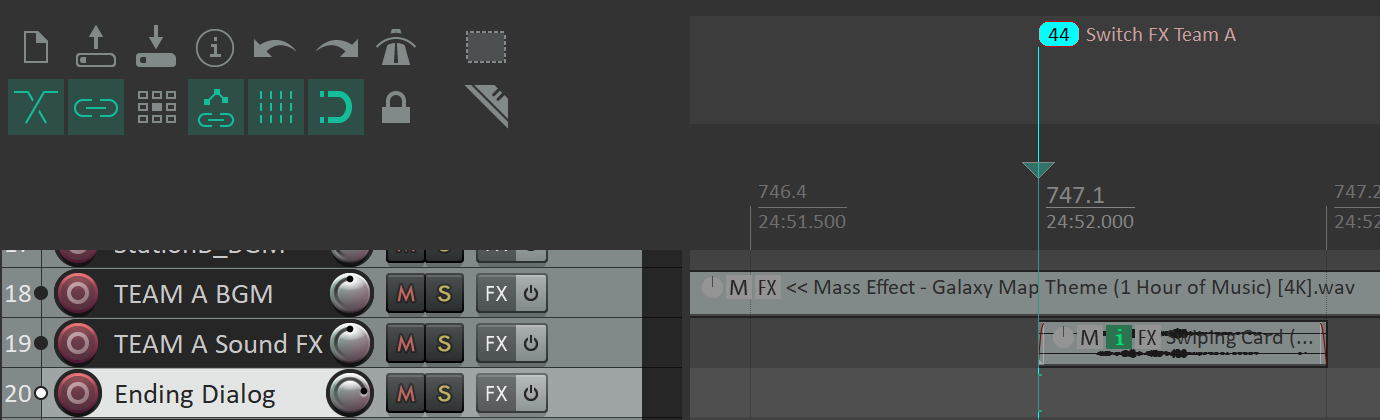 44 Switch FX Team A
746.4 747.1 747.2
24:51.500 24:52.000 24:52
StationB_BGM M S FX
18 TEAM A BGM M S FX
M FX << Mass Effect - Galaxy Map Theme (1 Hour of Music) [4K].wav
19 TEAM A Sound FX M S FX
M i FX Swiping Card (...
20 Ending Dialog M S FX